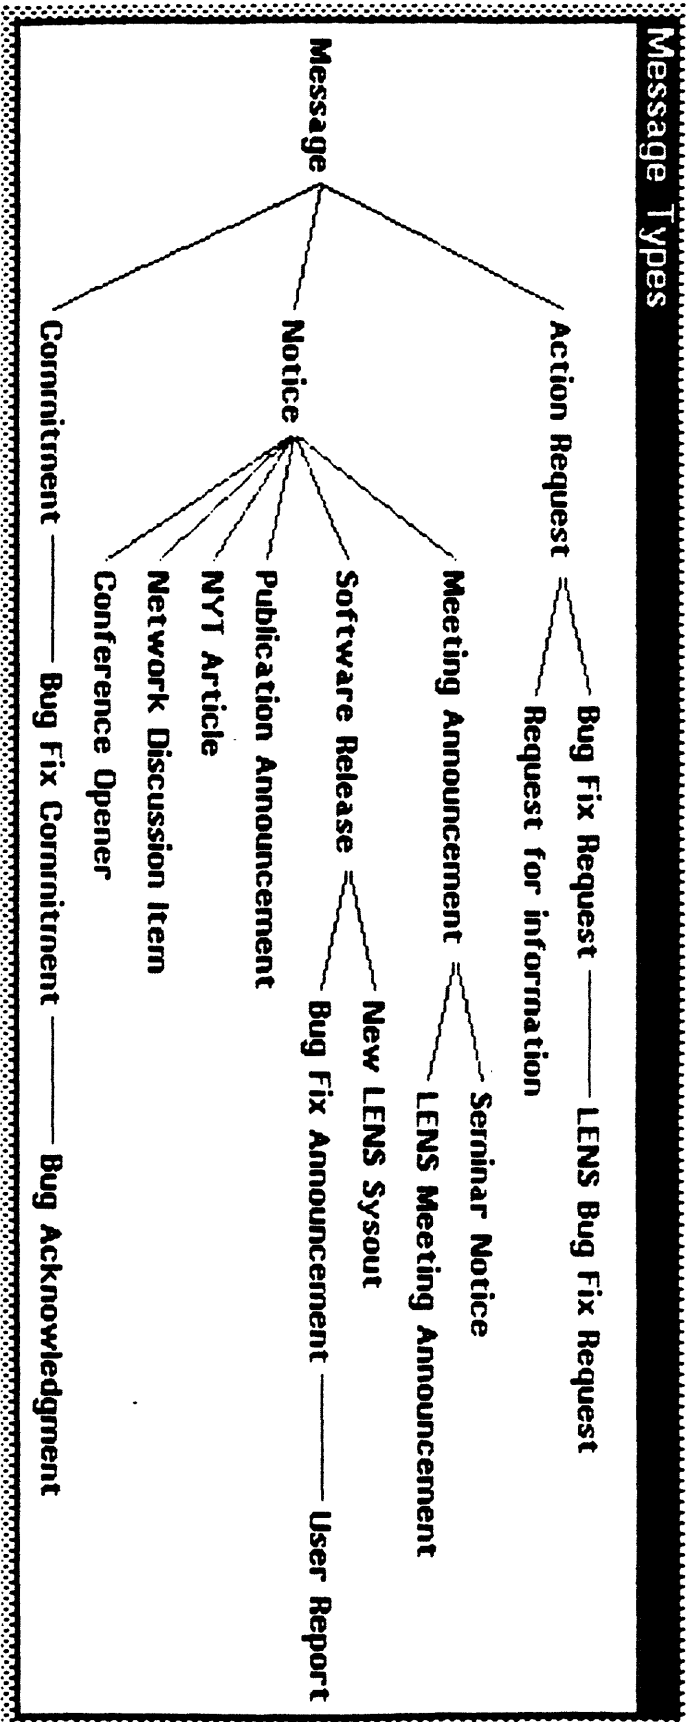 Message Types
Message
Action Request
Bug Fix Request
LENS Bug Fix Request
Request for information
Notice
Meeting Announcement
Seminar Notice
LENS Meeting Announcement
Software Release
New LENS Sysout
Bug Fix Announcement
User Report
Publication Announcement
NYT Article
Network Discussion Item
Conference Opener
Commitment
Bug Fix Commitment
Bug Acknowledgment